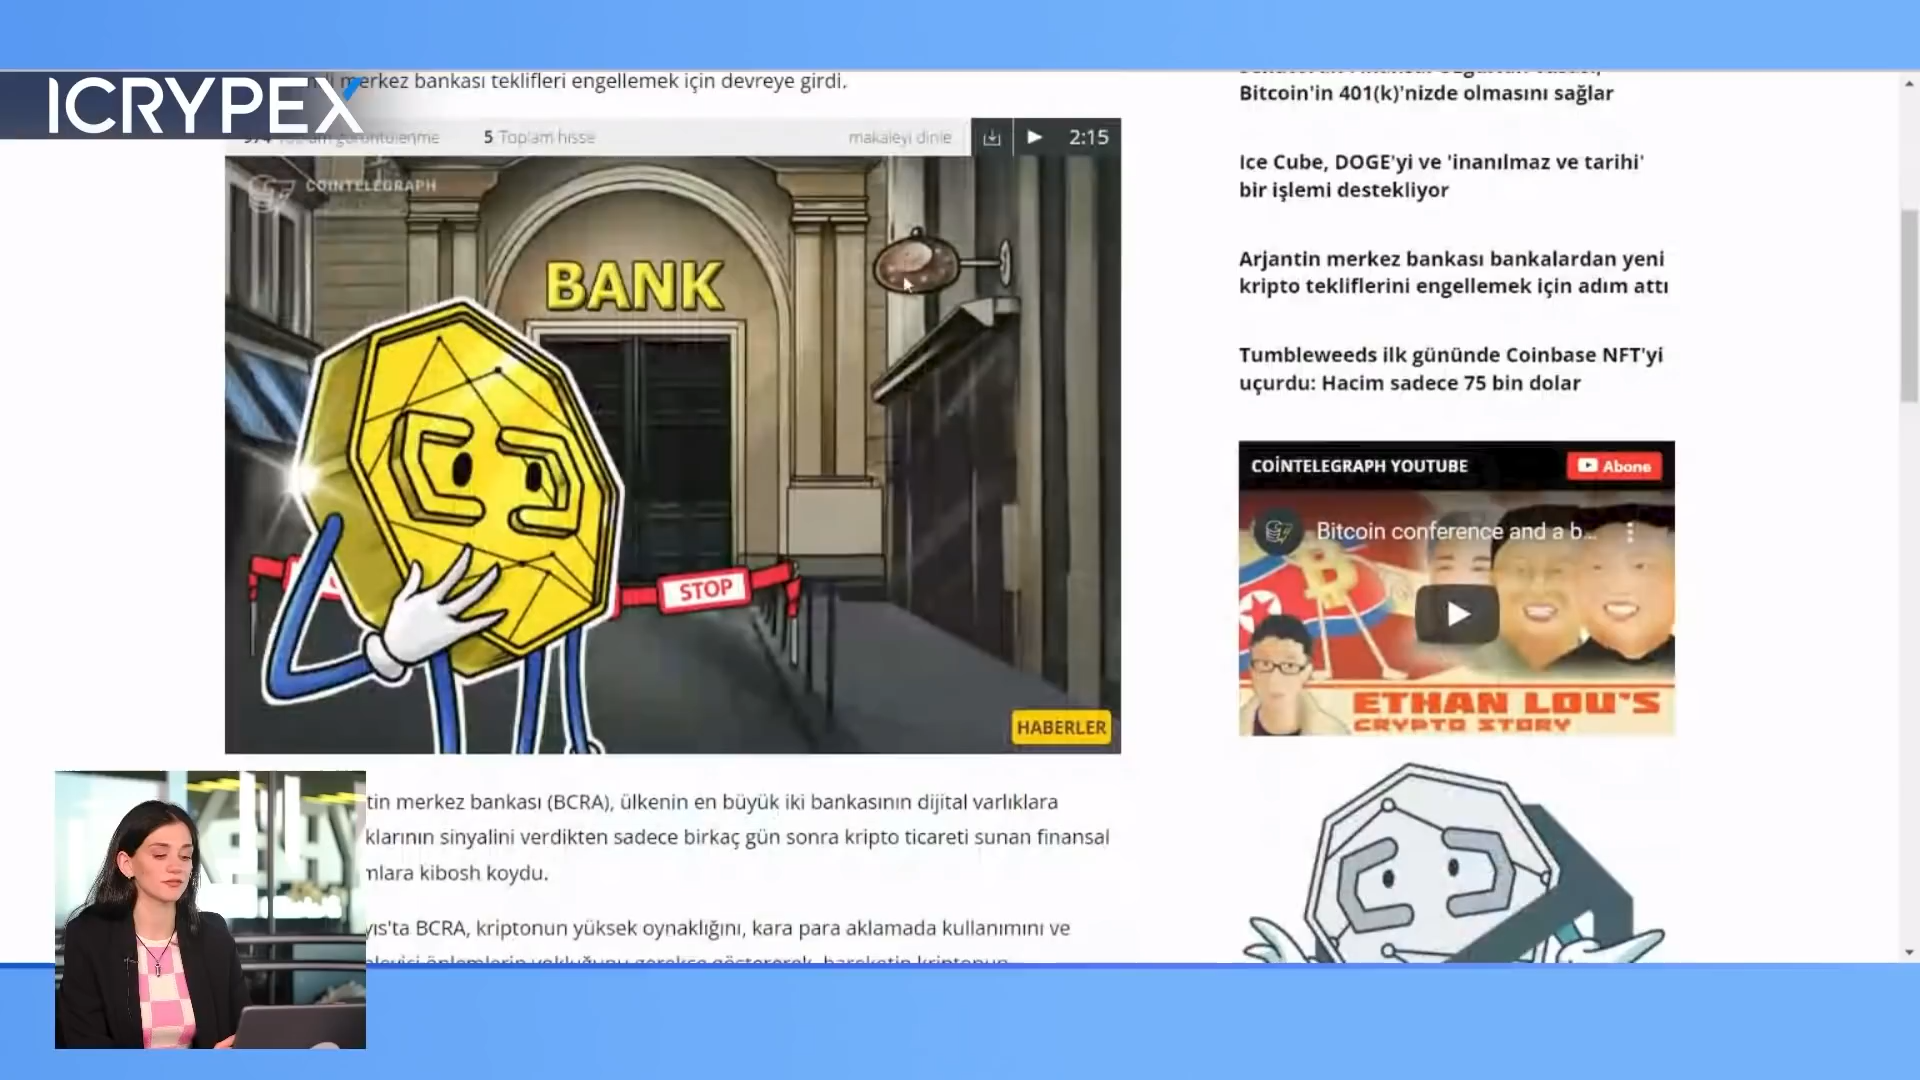 ICRYPEX
merkez bankası teklifleri engellemek için devreye girdi.
5 Toplam hisse
makaleyi dinle
2:15
COINTELEGRAPH
BANK
STOP
HABERLER
tin merkez bankası (BCRA), ülkenin en büyük iki bankasının dijital varlıklara
klarının sinyalini verdikten sadece birkaç gün sonra kripto ticareti sunan finansal
mlara kibosh koydu.
yıs'ta BCRA, kriptonun yüksek oynaklığını, kara para aklamada kullanımını ve
Bitcoin'in 401(k)'nizde olmasını sağlar
Ice Cube, DOGE'yi ve 'inanılmaz ve tarihi'
bir işlemi destekliyor
Arjantin merkez bankası bankalardan yeni
kripto tekliflerini engellemek için adım attı
Tumbleweeds ilk gününde Coinbase NFT'yi
uçurdu: Hacim sadece 75 bin dolar
COİNTELEGRAPH YOUTUBE
Abone
Bitcoin conference and a b...
ETHAN LOU'S
CRYPTO STORY